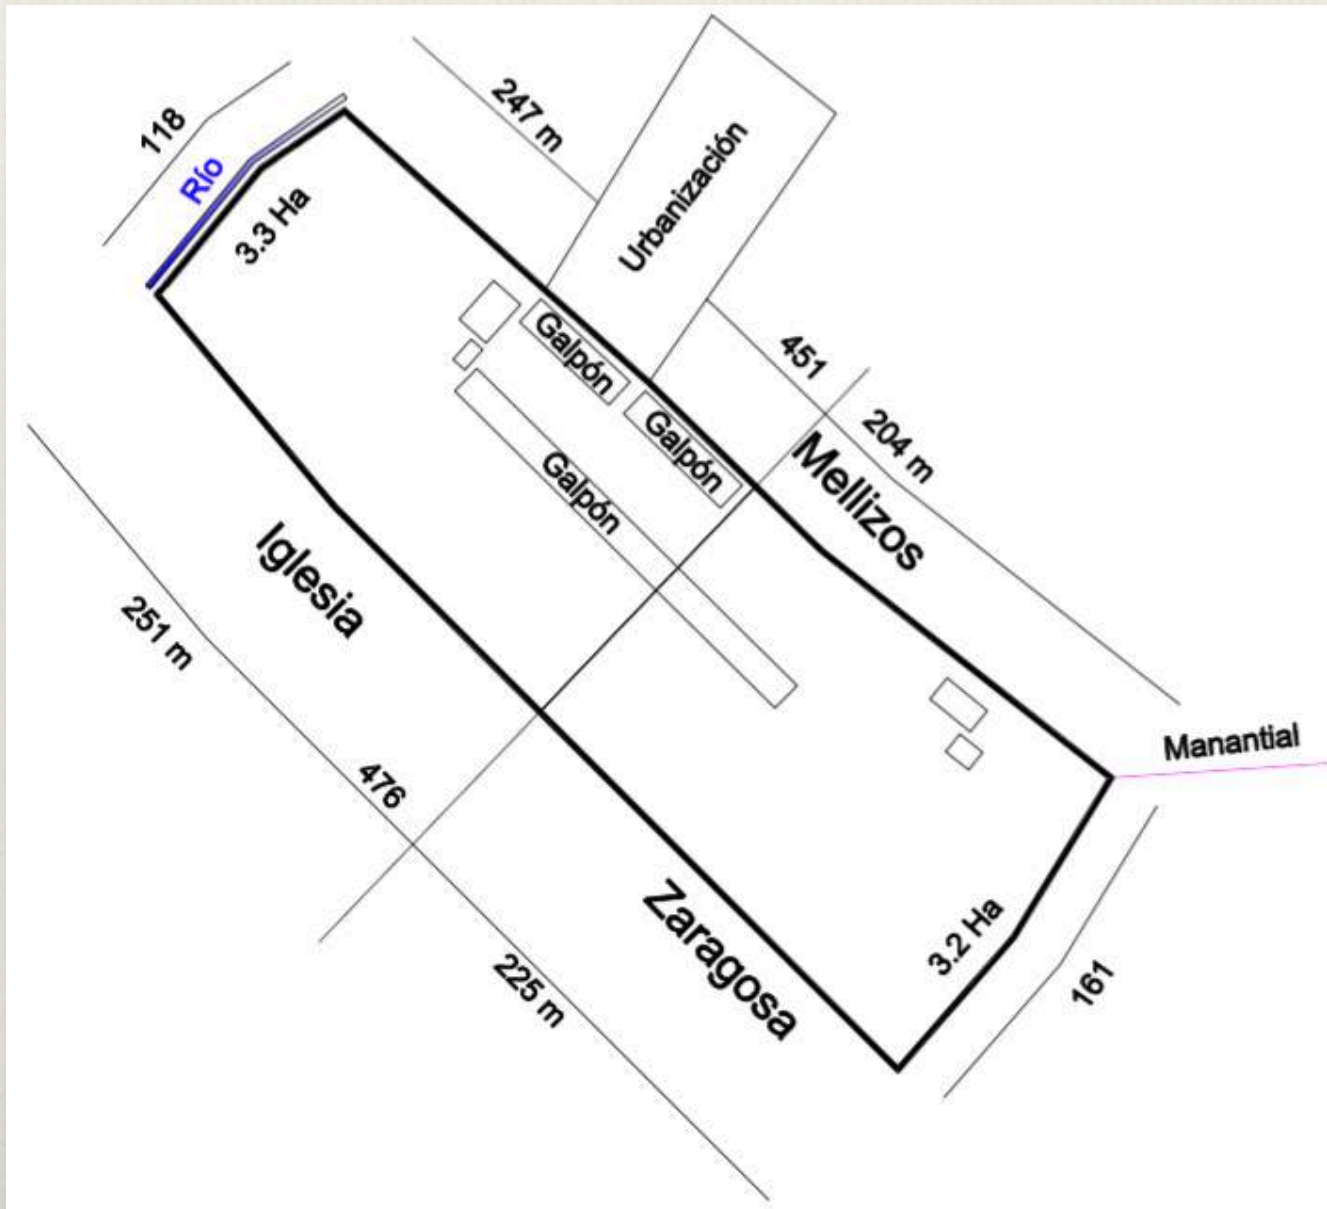 118
Río
3.3 Ha
247 m
Urbanización
Galpón
Galpón
Galpón
451
204 m
Mellizos
Iglesia
251 m
476
Manantial
Zaragosa
3.2 Ha
161
225 m